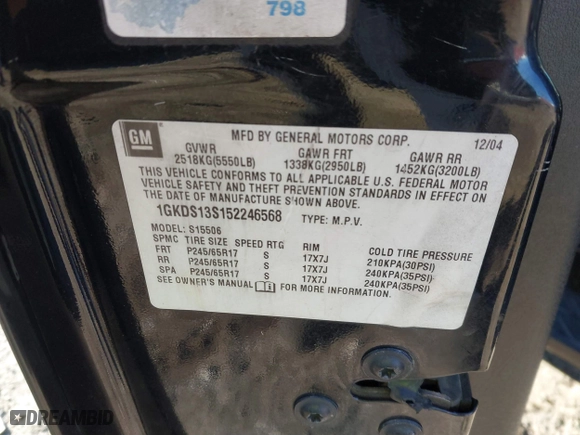 798
GM
MFD BY GENERAL MOTORS CORP. 12/04
GVWR GAWR FRT GAWR RR
2518KG(5550LB) 1338KG(2950LB) 1452KG(3200LB)
THIS VEHICLE CONFORMS TO ALL APPLICABLE U.S. FEDERAL MOTOR
VEHICLE SAFETY AND THEFT PREVENTION STANDARDS IN EFFECT ON
THE DATE OF MANUFACTURE SHOWN ABOVE.
1GKDS13S152246568 TYPE: M.P.V.
MODEL: S15506
SPMC TIRE SIZE SPEED RTG RIM COLD TIRE PRESSURE
FRT P245/65R17 S 17X7J 210KPA(30PSI)
RR P245/65R17 S 17X7J 240KPA(35PSI)
SPA P245/65R17 S 17X7J 240KPA(35PSI)
SEE OWNER'S MANUAL FOR MORE INFORMATION.
DREAMBID